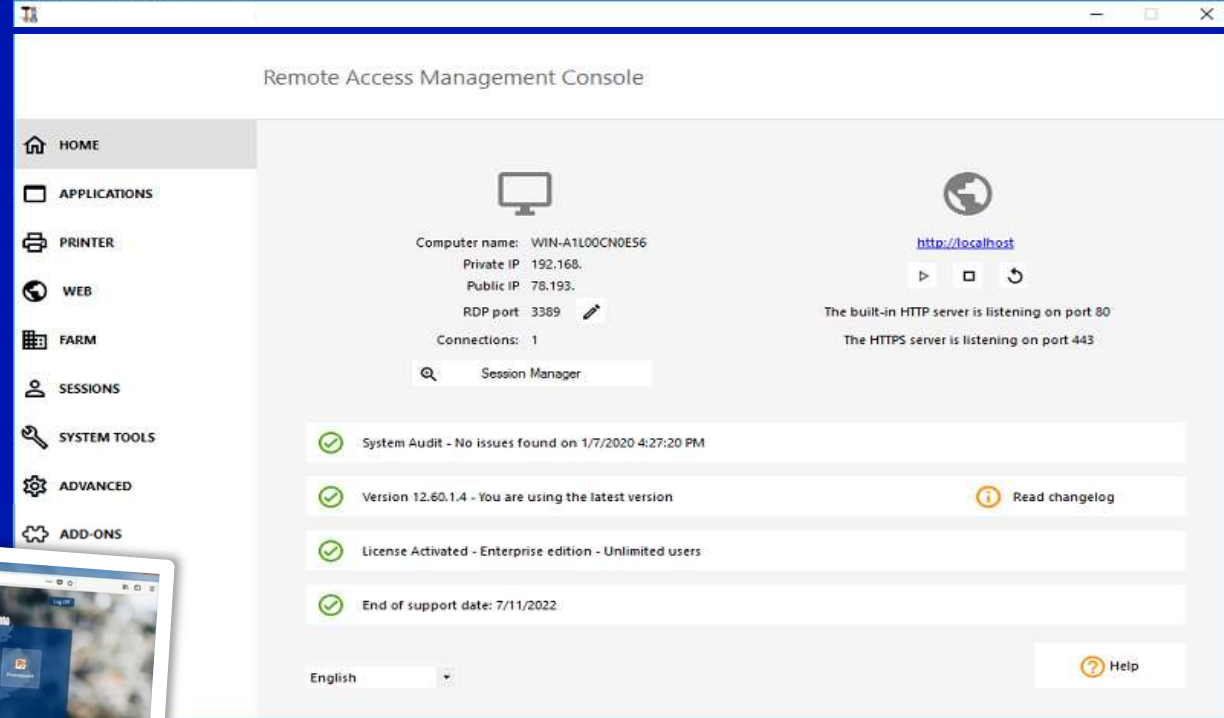 Remote Access Management Console
HOME
APPLICATIONS
PRINTER
WEB
FARM
SESSIONS
SYSTEM TOOLS
ADVANCED
ADD-ONS
Computer name: WIN-A1L00CN0E56
Private IP 192.168.
Public IP 78.193.
RDP port 3389
Connections: 1
Session Manager
http://localhost
The built-in HTTP server is listening on port 80
The HTTPS server is listening on port 443
System Audit - No issues found on 1/7/2020 4:27:20 PM
Version 12.60.1.4 - You are using the latest version
Read changelog
License Activated - Enterprise edition - Unlimited users
End of support date: 7/11/2022
English
Help
Log Off